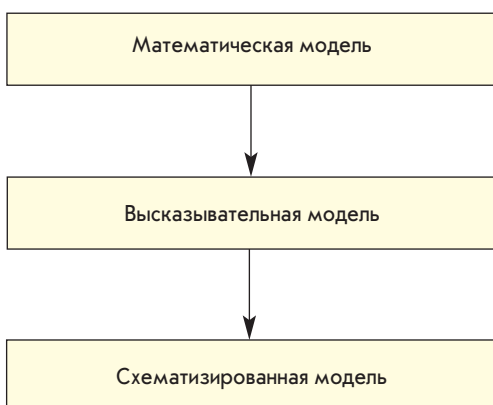 Математическая модель
Высказывательная модель
Схематизированная модель